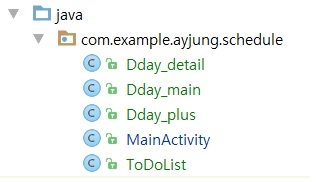 java
com.example.ayjung.schedule
Dday_detail
Dday_main
Dday_plus
MainActivity
ToDoList